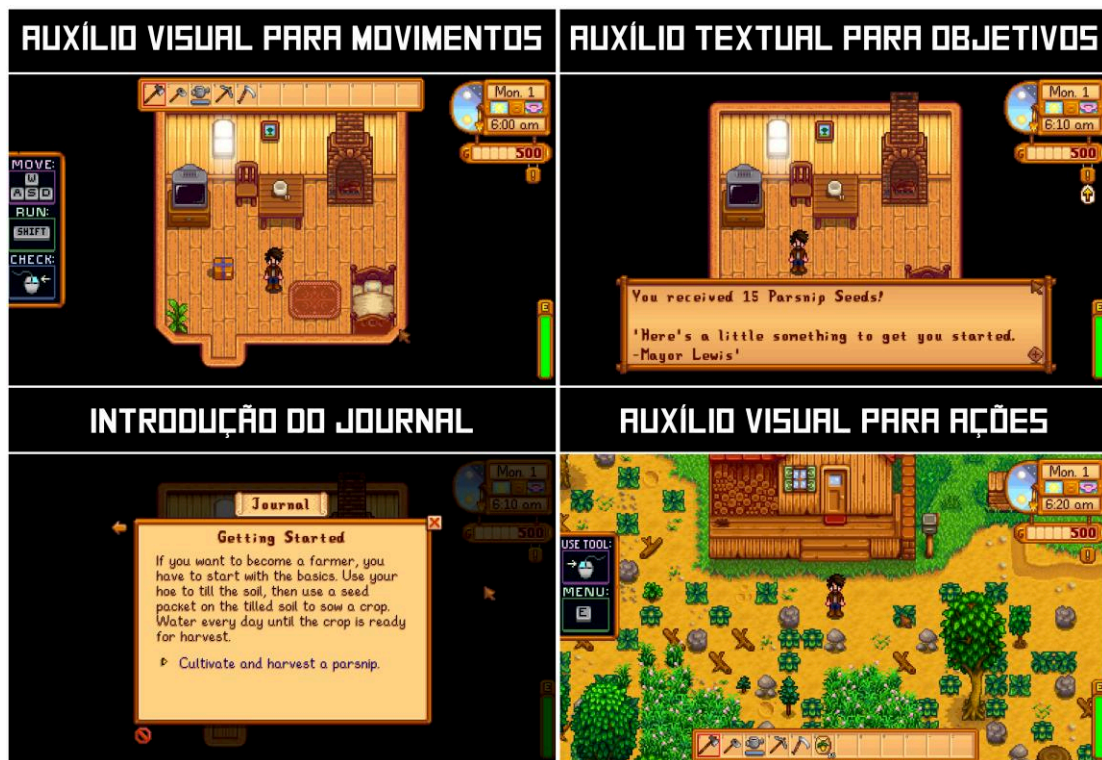 AUXÍLIO VISUAL PARA MOVIMENTOS
Mon. 1
6:00 am
500
MOVE:
W
A S D
RUN:
SHIFT
CHECK:
E
AUXÍLIO TEXTUAL PARA OBJETIVOS
Mon. 1
6:10 am
500
You received 15 Parsnip Seeds!
'Here's a little something to get you started.
-Mayor Lewis'
E
INTRODUÇÃO DO JOURNAL
Mon. 1
6:10 am
500
Journal
Getting Started
If you want to become a farmer, you
have to start with the basics. Use your
hoe to till the soil, then use a seed
packet on the tilled soil to sow a crop.
Water every day until the crop is ready
for harvest.
Cultivate and harvest a parsnip.
E
AUXÍLIO VISUAL PARA AÇÕES
Mon. 1
6:20 am
500
USE TOOL:
MENU:
E
E